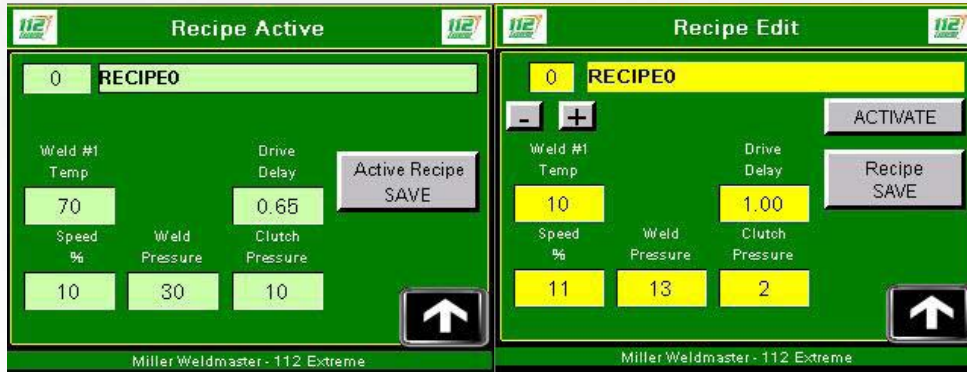 112
Recipe Active
112
0
RECIPE0
Weld #1
Temp
Drive
Delay
Active Recipe
SAVE
70
0.65
Speed
%
Weld
Pressure
Clutch
Pressure
10
30
10
Miller Weldmaster - 112 Extreme
112
Recipe Edit
112
0
RECIPE0
-
+
ACTIVATE
Weld #1
Temp
Drive
Delay
Recipe
SAVE
10
1.00
Speed
%
Weld
Pressure
Clutch
Pressure
11
13
2
Miller Weldmaster - 112 Extreme